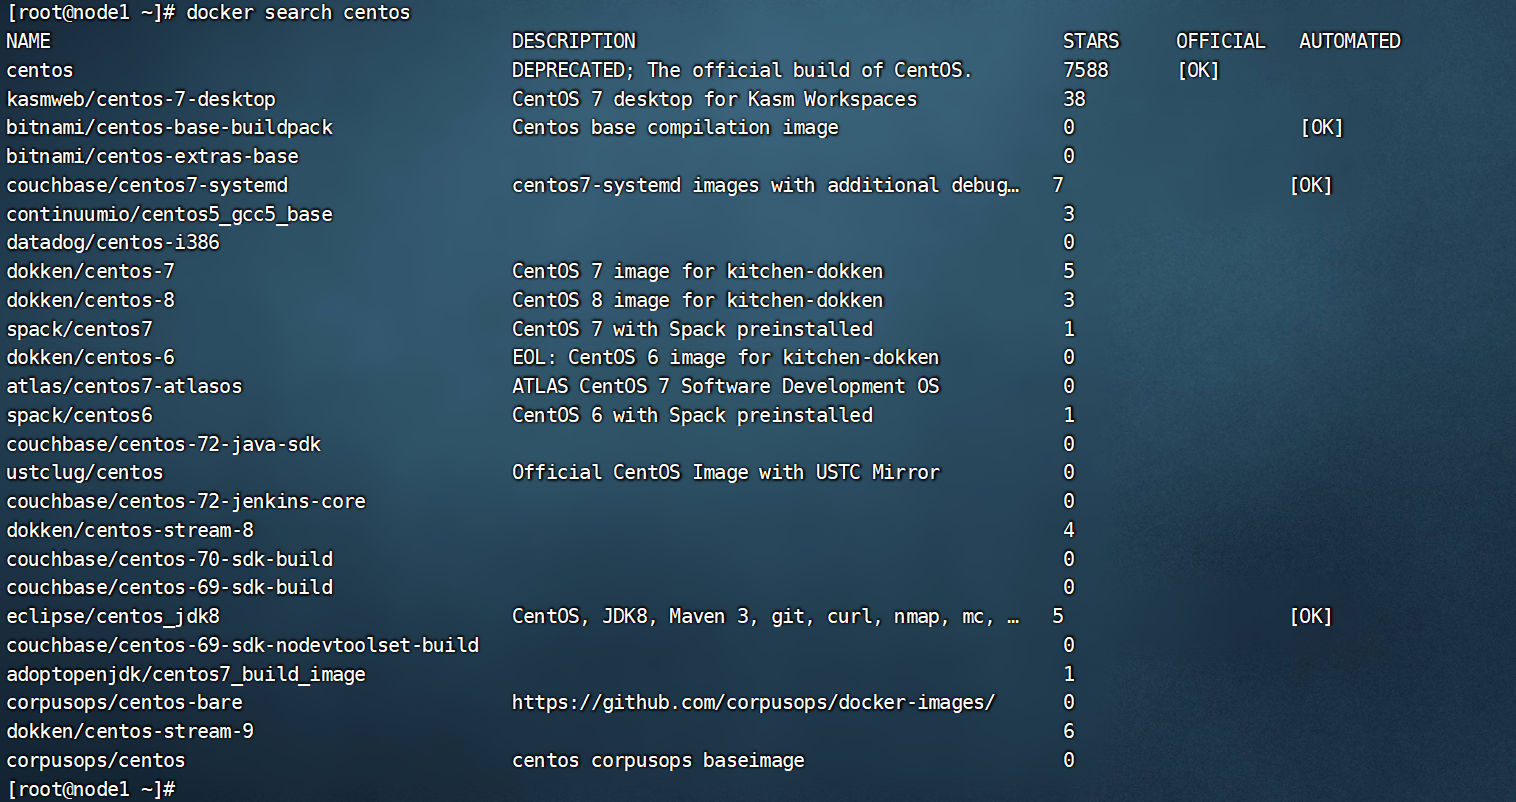 [root@node1 ~]# docker search centos
NAME                                         DESCRIPTION                                      STARS     OFFICIAL   AUTOMATED
centos                                       DEPRECATED; The official build of CentOS.        7588      [OK]
kasmweb/centos-7-desktop                     CentOS 7 desktop for Kasm Workspaces             38
bitnami/centos-base-buildpack                Centos base compilation image                    0                    [OK]
bitnami/centos-extras-base                                                                    0
couchbase/centos7-systemd                    centos7-systemd images with additional debug…   7                    [OK]
continuumio/centos5_gcc5_base                                                                 3
datadog/centos-i386                                                                           0
dokken/centos-7                              CentOS 7 image for kitchen-dokken                5
dokken/centos-8                              CentOS 8 image for kitchen-dokken                3
spack/centos7                                CentOS 7 with Spack preinstalled                 1
dokken/centos-6                              EOL: CentOS 6 image for kitchen-dokken           0
atlas/centos7-atlasos                        ATLAS CentOS 7 Software Development OS           0
spack/centos6                                CentOS 6 with Spack preinstalled                 1
couchbase/centos-72-java-sdk                                                                  0
ustclug/centos                               Official CentOS Image with USTC Mirror           0
couchbase/centos-72-jenkins-core                                                              0
dokken/centos-stream-8                                                                        4
couchbase/centos-70-sdk-build                                                                 0
couchbase/centos-69-sdk-build                                                                 0
eclipse/centos_jdk8                          CentOS, JDK8, Maven 3, git, curl, nmap, mc, …   5                    [OK]
couchbase/centos-69-sdk-nodevtoolset-build                                                    0
adoptopenjdk/centos7_build_image                                                              1
corpusops/centos-bare                        https://github.com/corpusops/docker-images/      0
dokken/centos-stream-9                                                                        6
corpusops/centos                             centos corpusops baseimage                       0
[root@node1 ~]#